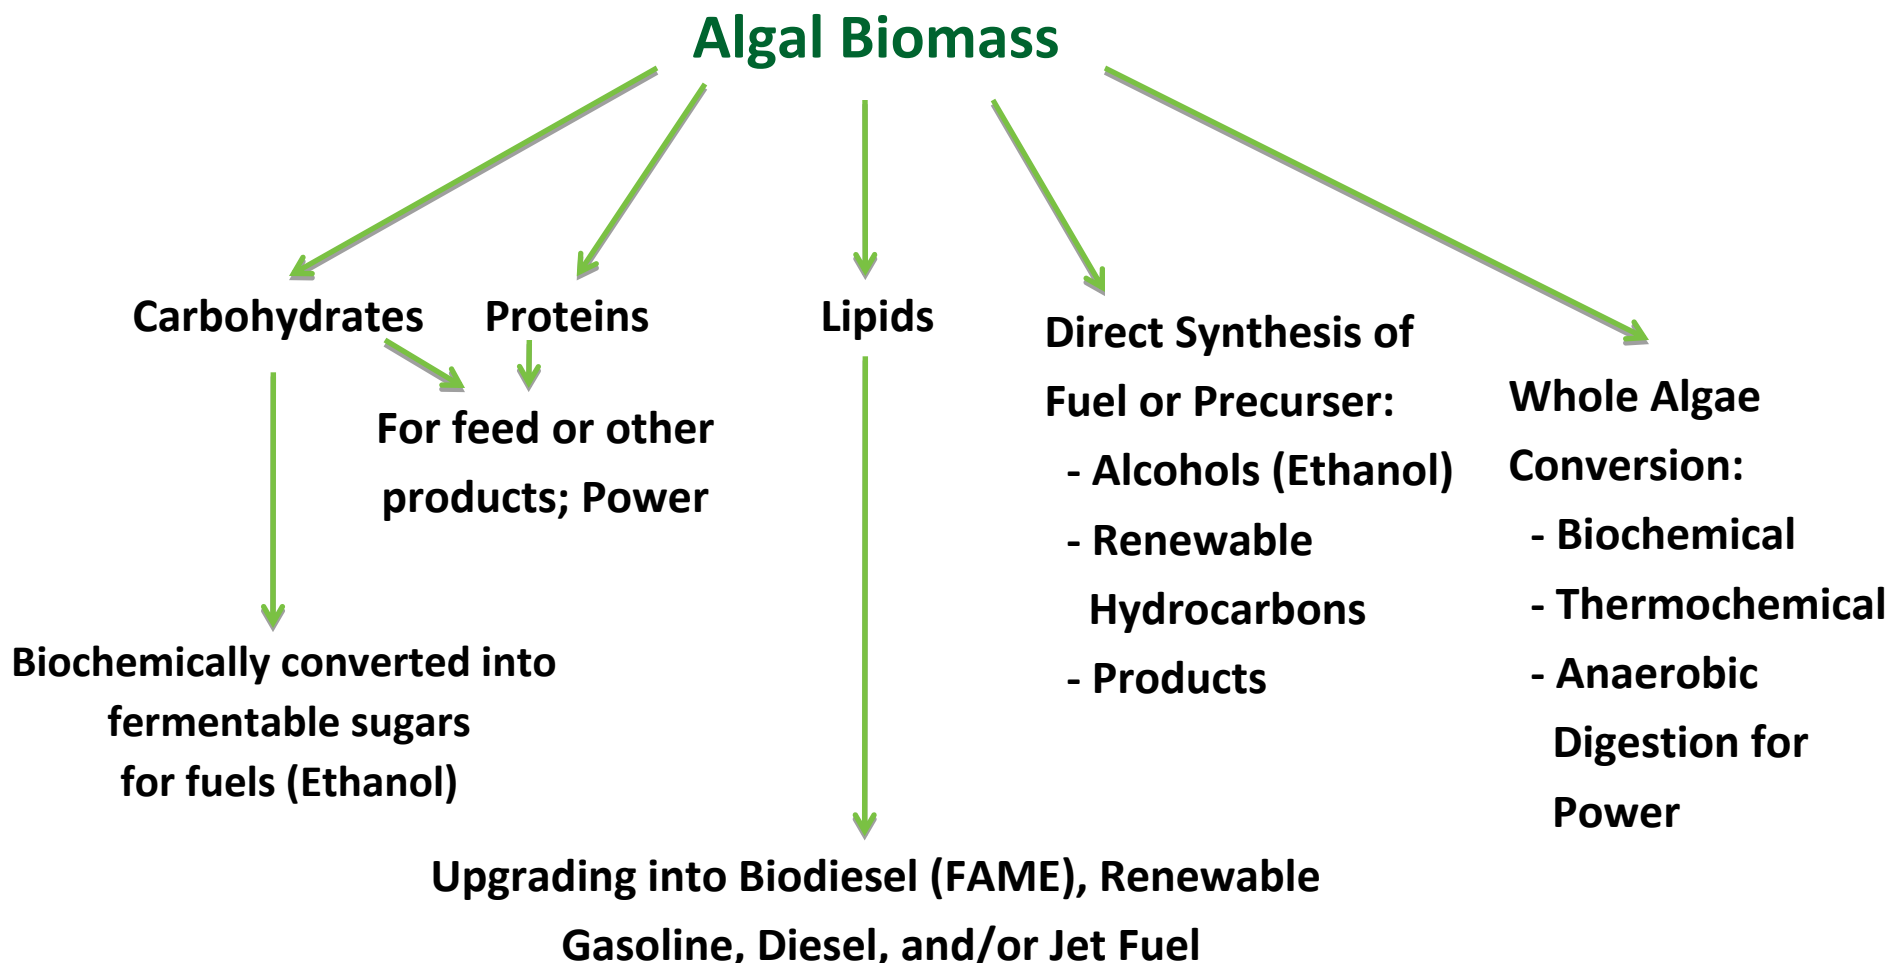 Algal Biomass
Carbohydrates
Proteins
Lipids
For feed or other
products; Power
Biochemically converted into
fermentable sugars
for fuels (Ethanol)
Upgrading into Biodiesel (FAME), Renewable
Gasoline, Diesel, and/or Jet Fuel
Direct Synthesis of
Fuel or Precurser:
- Alcohols (Ethanol)
- Renewable
Hydrocarbons
- Products
Whole Algae
Conversion:
- Biochemical
- Thermochemical
- Anaerobic
Digestion for
Power